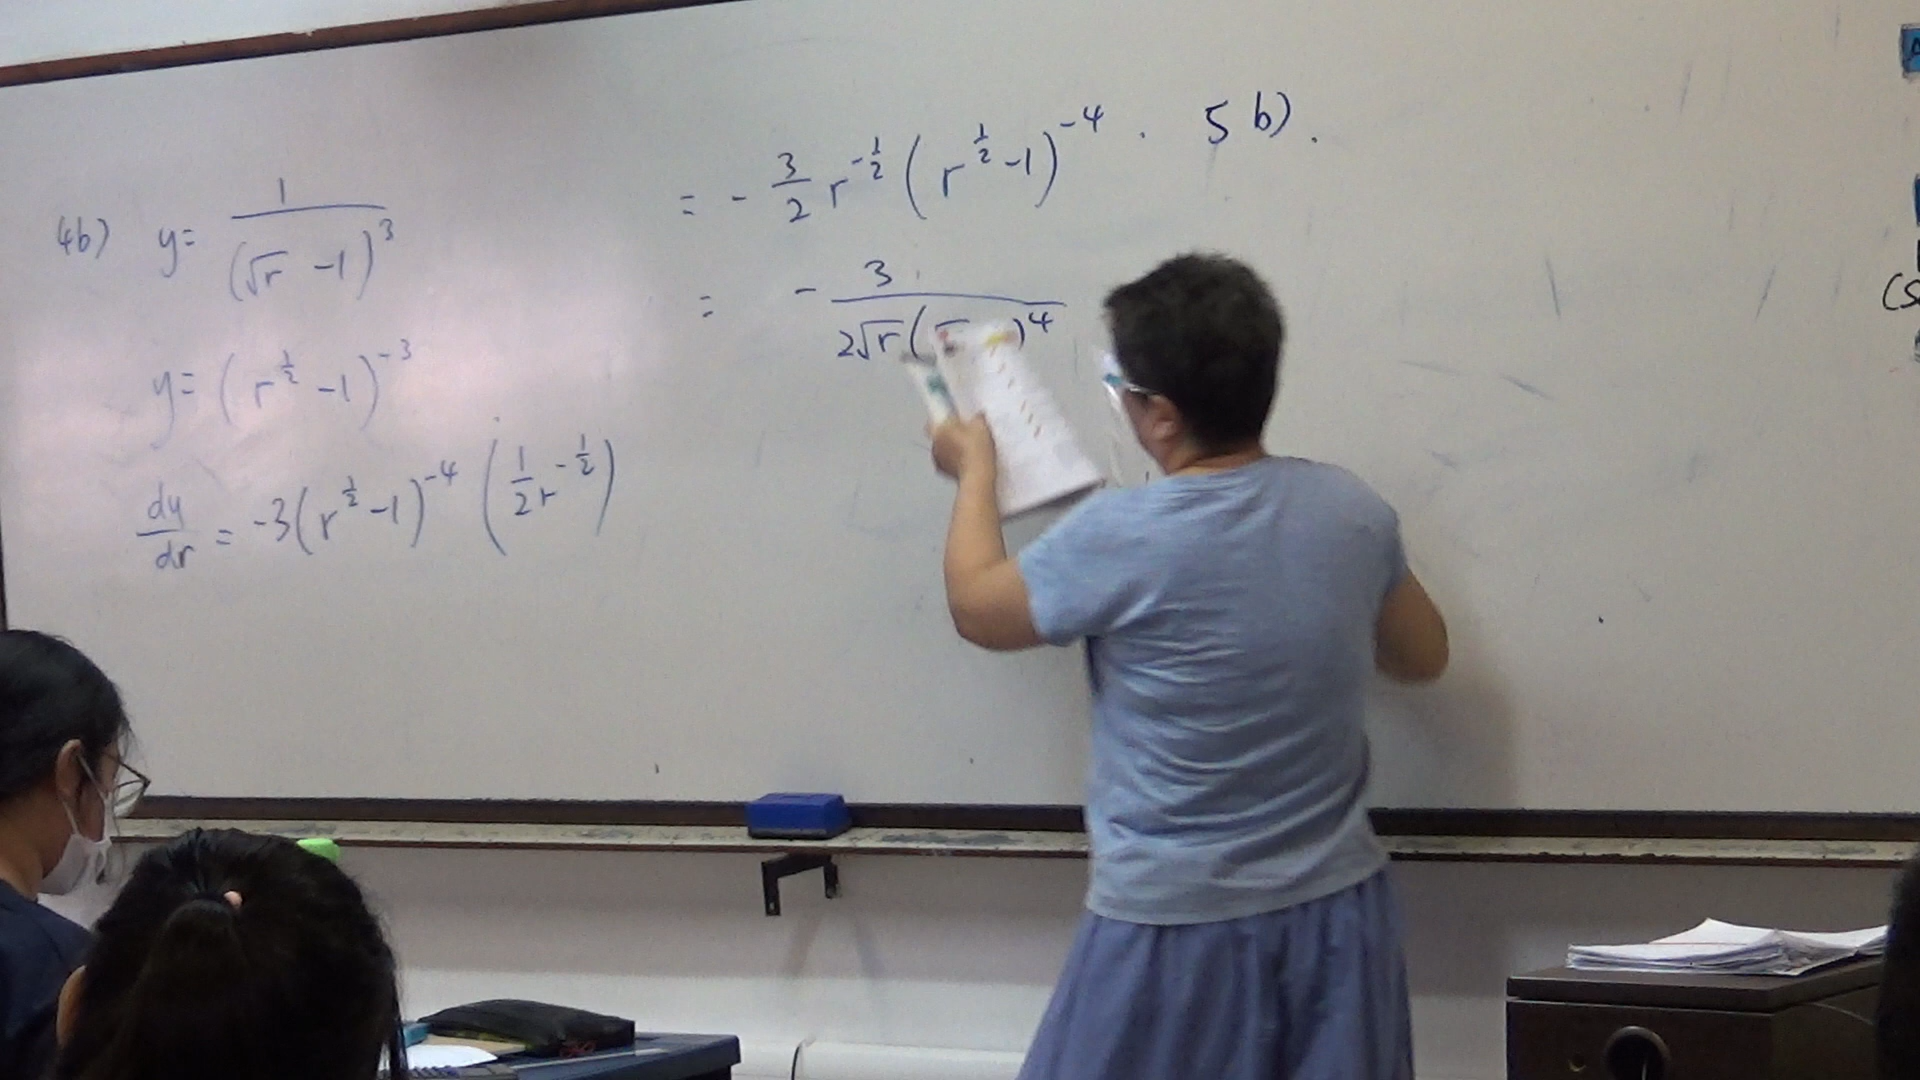 4b) y = 1/(√r - 1)^3
y = (r^(1/2) - 1)^-3
dy/dr = -3(r^(1/2) - 1)^-4 (1/2 r^-1/2)
= - 3/2 r^-1/2 (r^(1/2) - 1)^-4 .
= - 3/2√r(√ )^4
5 b) .